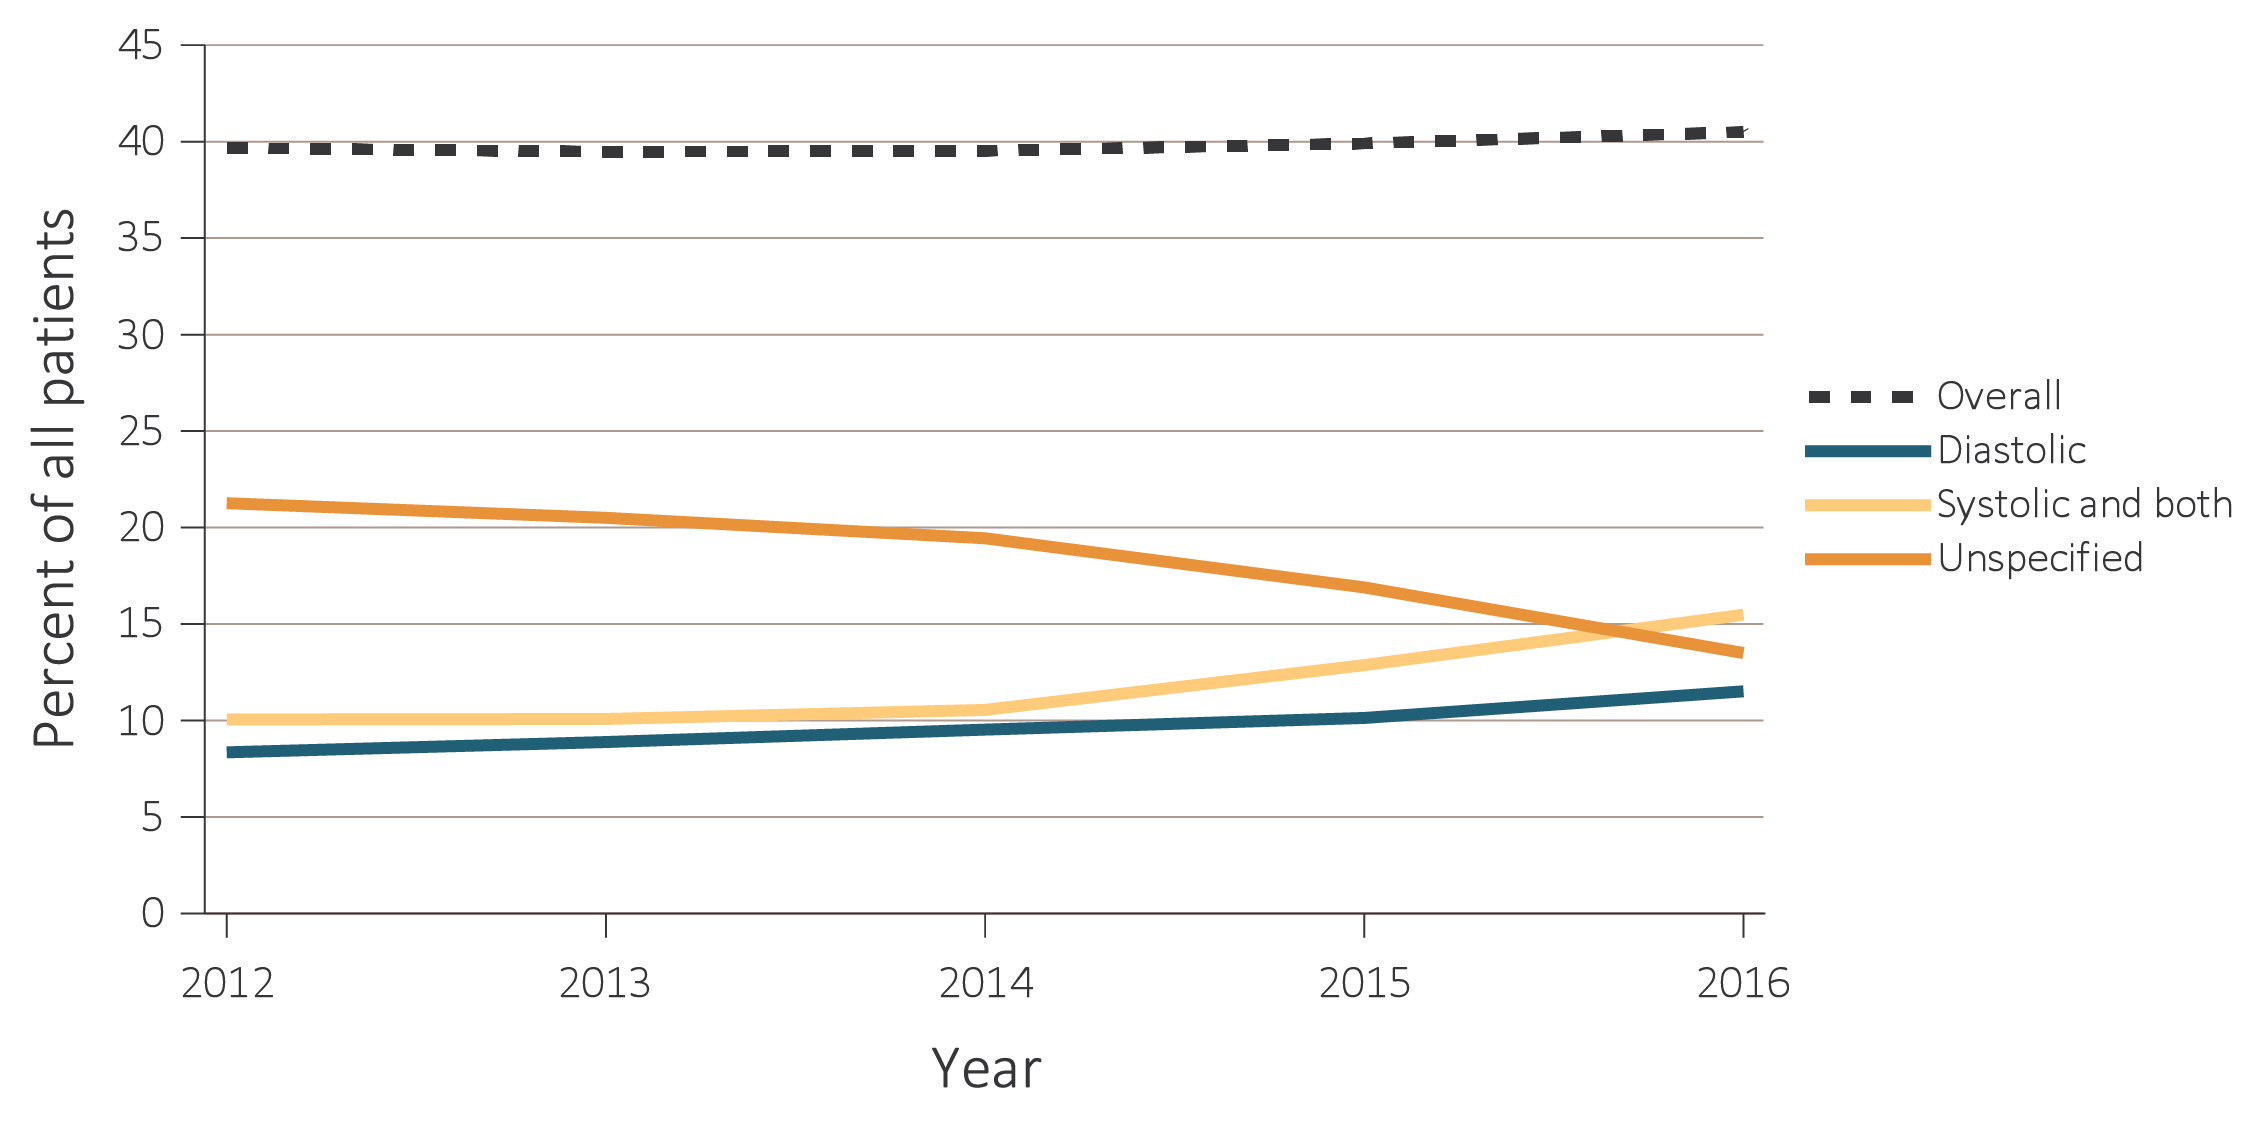 45
40
35
30
25
20
15
10
5
0
Percent of all patients
2012 2013 2014 2015 2016
Year
Overall
Diastolic
Systolic and both
Unspecified